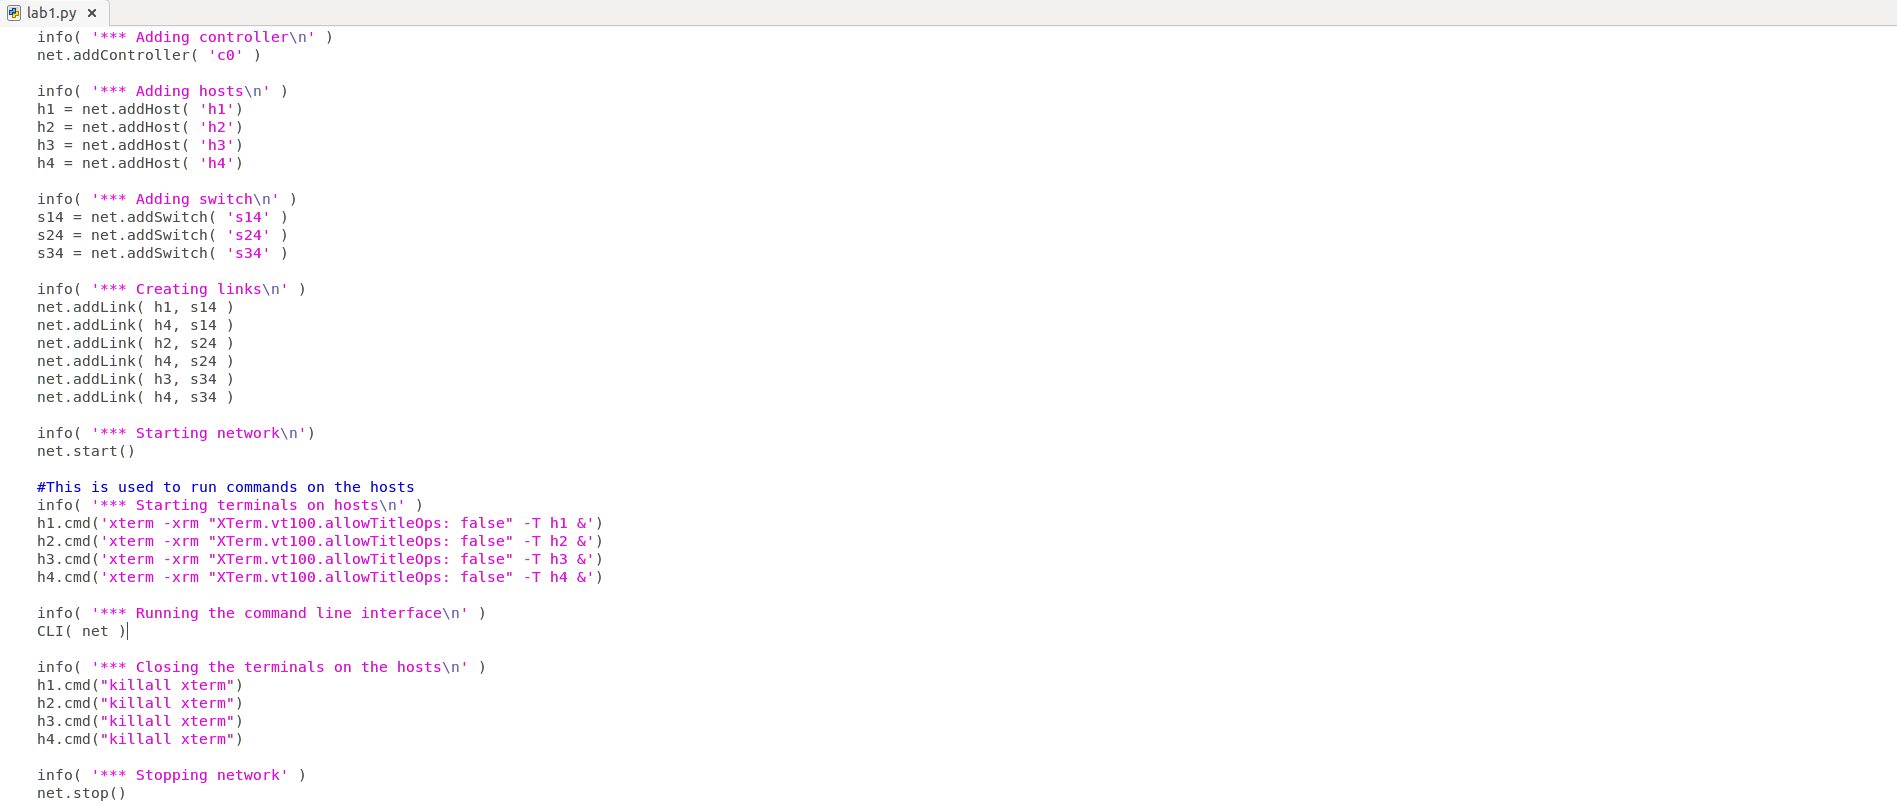 lab1.py ×
info( '*** Adding controller\n' )
net.addController( 'c0' )
info( '*** Adding hosts\n' )
h1 = net.addHost( 'h1')
h2 = net.addHost( 'h2')
h3 = net.addHost( 'h3')
h4 = net.addHost( 'h4')
info( '*** Adding switch\n' )
s14 = net.addSwitch( 's14' )
s24 = net.addSwitch( 's24' )
s34 = net.addSwitch( 's34' )
info( '*** Creating links\n' )
net.addLink( h1, s14 )
net.addLink( h4, s14 )
net.addLink( h2, s24 )
net.addLink( h4, s24 )
net.addLink( h3, s34 )
net.addLink( h4, s34 )
info( '*** Starting network\n')
net.start()
#This is used to run commands on the hosts
info( '*** Starting terminals on hosts\n' )
h1.cmd('xterm -xrm "XTerm.vt100.allowTitleOps: false" -T h1 &')
h2.cmd('xterm -xrm "XTerm.vt100.allowTitleOps: false" -T h2 &')
h3.cmd('xterm -xrm "XTerm.vt100.allowTitleOps: false" -T h3 &')
h4.cmd('xterm -xrm "XTerm.vt100.allowTitleOps: false" -T h4 &')
info( '*** Running the command line interface\n' )
CLI( net )
info( '*** Closing the terminals on the hosts\n' )
h1.cmd("killall xterm")
h2.cmd("killall xterm")
h3.cmd("killall xterm")
h4.cmd("killall xterm")
info( '*** Stopping network' )
net.stop()